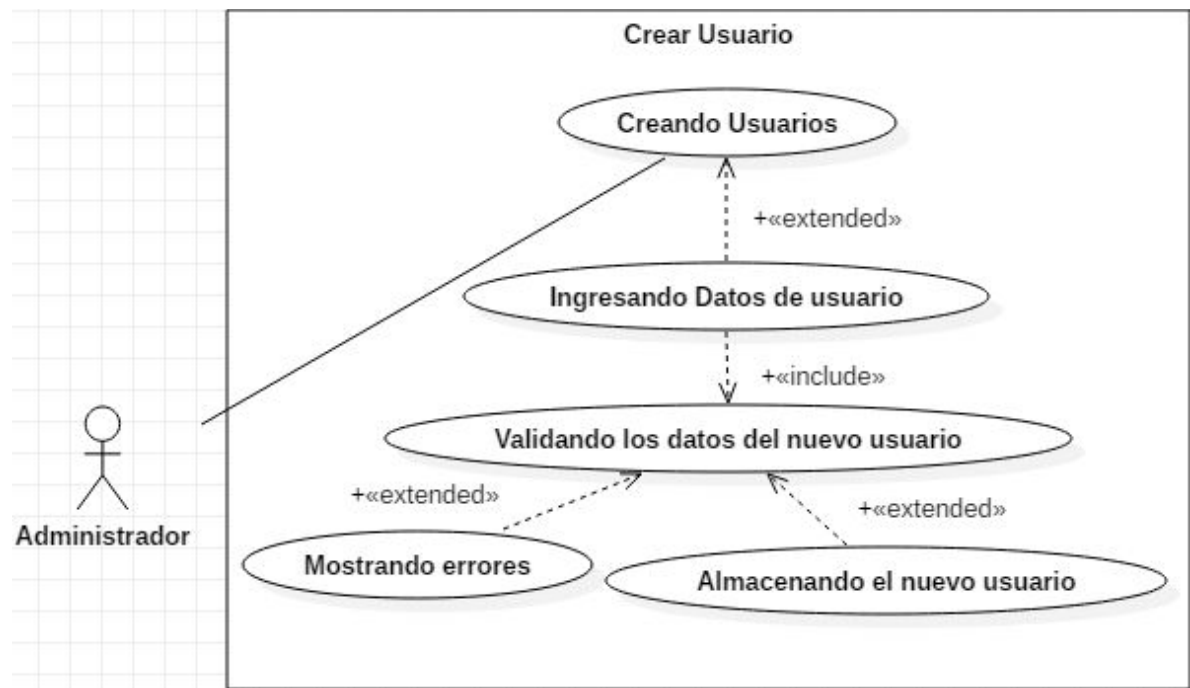 Crear Usuario
Creando Usuarios
+«extended»
Ingresando Datos de usuario
+«include»
Validando los datos del nuevo usuario
+«extended»
+«extended»
Administrador
Mostrando errores
Almacenando el nuevo usuario